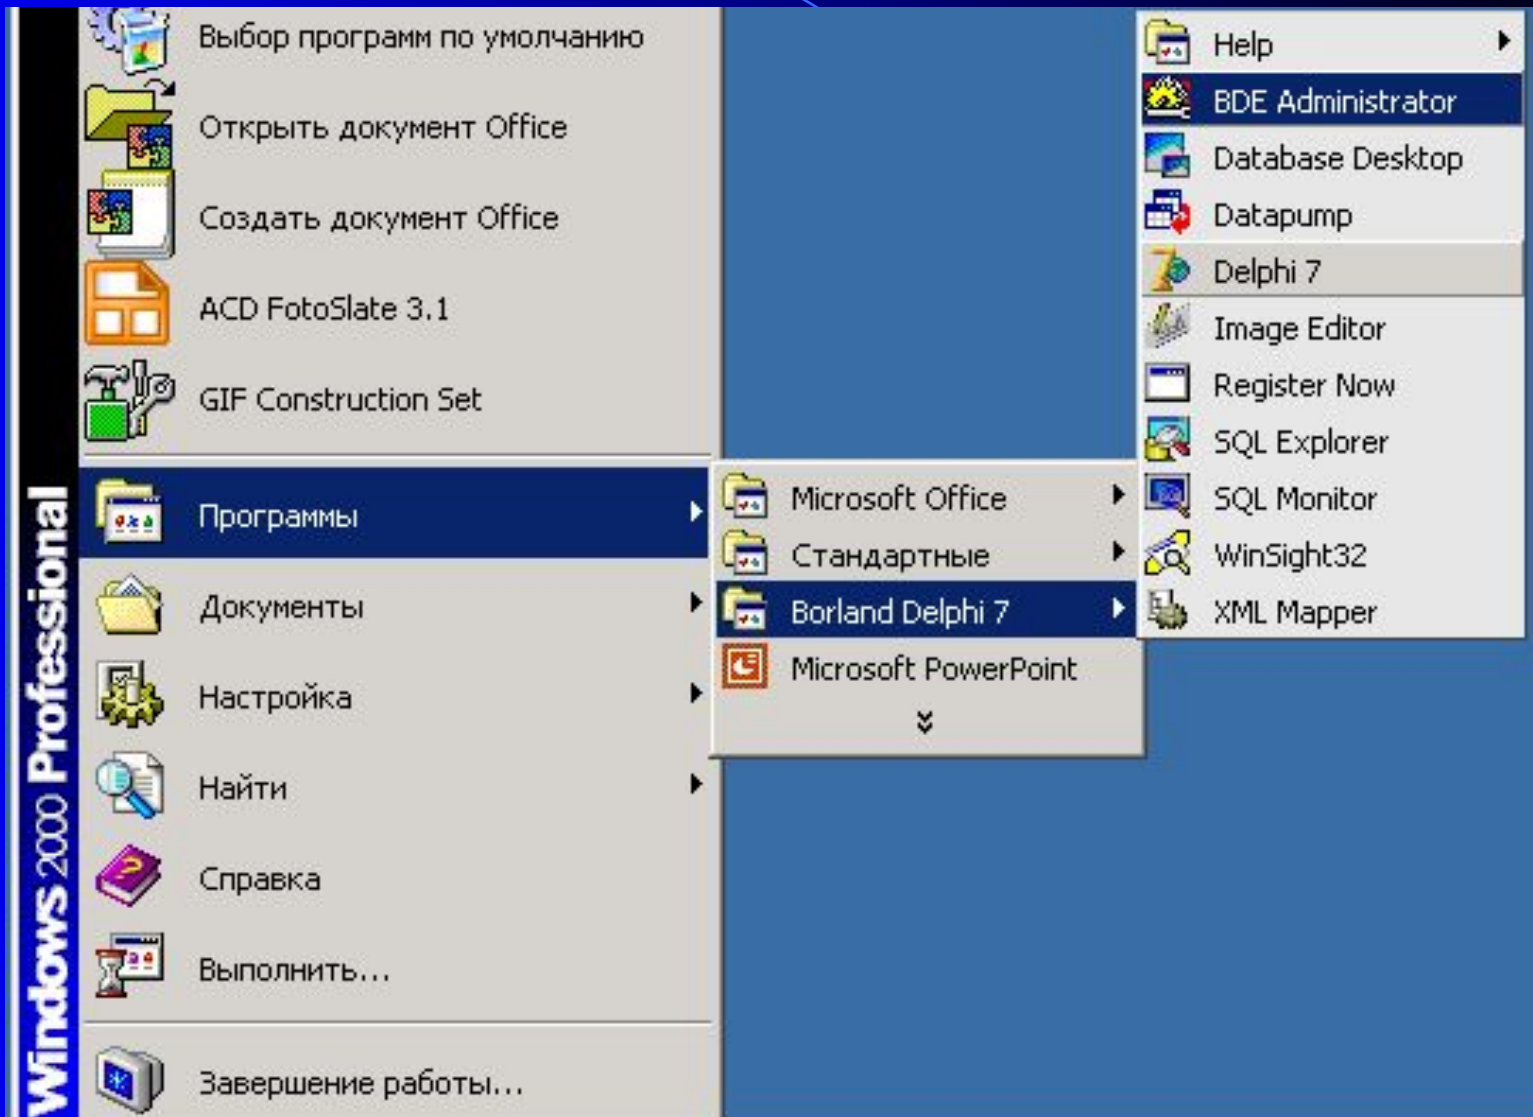 Выбор программ по умолчанию
Открыть документ Office
Создать документ Office
ACD FotoSlate 3.1
GIF Construction Set
Программы
Документы
Настройка
Найти
Справка
Выполнить...
Завершение работы...
Windows 2000 Professional
Microsoft Office
Стандартные
Borland Delphi 7
Microsoft PowerPoint
Help
BDE Administrator
Database Desktop
Datapump
Delphi 7
Image Editor
Register Now
SQL Explorer
SQL Monitor
WinSight32
XML Mapper